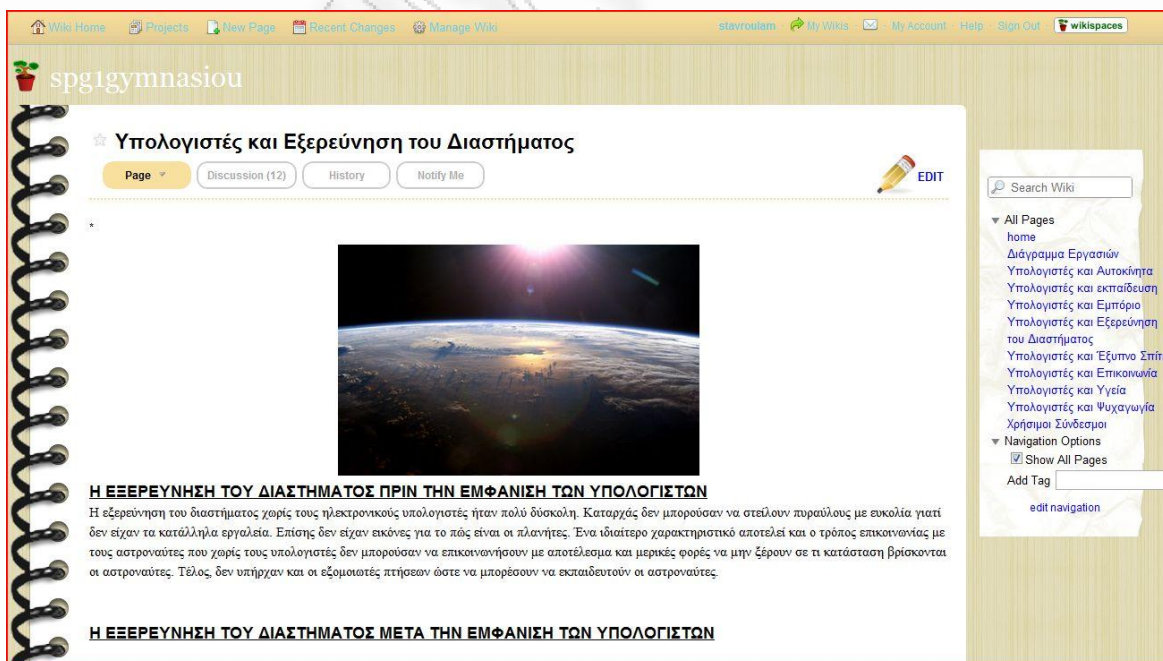 Wiki Home Projects New Page Recent Changes Manage Wiki stavroulam · My Wikis · · My Account · Help · Sign Out · wikispaces
spg1gymnasiou
Υπολογιστές και Εξερεύνηση του Διαστήματος
Page Discussion (12) History Notify Me EDIT
*
Η ΕΞΕΡΕΥΝΗΣΗ ΤΟΥ ΔΙΑΣΤΗΜΑΤΟΣ ΠΡΙΝ ΤΗΝ ΕΜΦΑΝΙΣΗ ΤΩΝ ΥΠΟΛΟΓΙΣΤΩΝ
Η εξερεύνηση του διαστήματος χωρίς τους ηλεκτρονικούς υπολογιστές ήταν πολύ δύσκολη. Καταρχάς δεν μπορούσαν να στείλουν πυραύλους με ευκολία γιατί
δεν είχαν τα κατάλληλα εργαλεία. Επίσης δεν είχαν εικόνες για το πώς είναι οι πλανήτες. Ένα ιδιαίτερο χαρακτηριστικό αποτελεί και ο τρόπος επικοινωνίας με
τους αστροναύτες που χωρίς τους υπολογιστές δεν μπορούσαν να επικοινωνήσουν με αποτέλεσμα και μερικές φορές να μην ξέρουν σε τι κατάσταση βρίσκονται
οι αστροναύτες. Τέλος, δεν υπήρχαν και οι εξομοιωτές πτήσεων ώστε να μπορέσουν να εκπαιδευτούν οι αστροναύτες.
Η ΕΞΕΡΕΥΝΗΣΗ ΤΟΥ ΔΙΑΣΤΗΜΑΤΟΣ ΜΕΤΑ ΤΗΝ ΕΜΦΑΝΙΣΗ ΤΩΝ ΥΠΟΛΟΓΙΣΤΩΝ
Search Wiki
All Pages
home
Διάγραμμα Εργασιών
Υπολογιστές και Αυτοκίνητα
Υπολογιστές και εκπαίδευση
Υπολογιστές και Εμπόριο
Υπολογιστές και Εξερεύνηση
του Διαστήματος
Υπολογιστές και Έξυπνο Σπίτ
Υπολογιστές και Επικοινωνία
Υπολογιστές και Υγεία
Υπολογιστές και Ψυχαγωγία
Χρήσιμοι Σύνδεσμοι
Navigation Options
Show All Pages
Add Tag
edit navigation